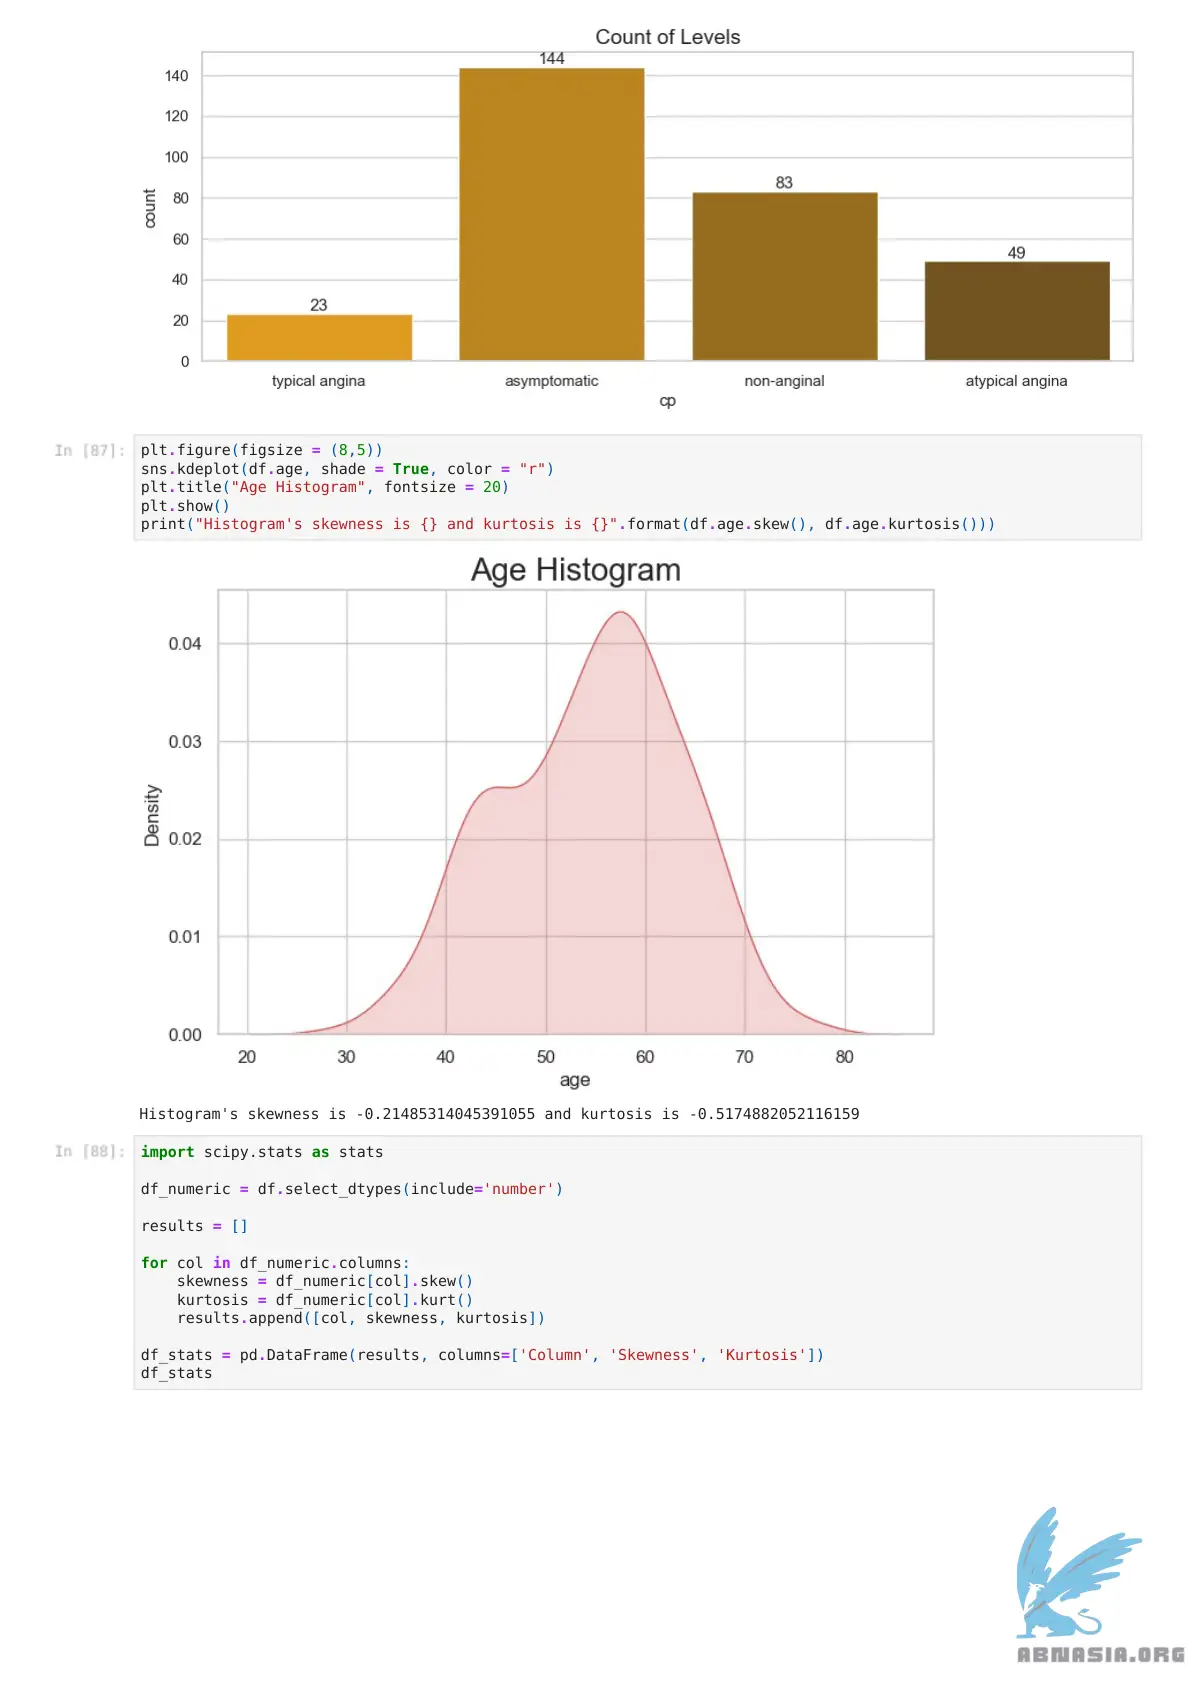 Count of Levels
144
140
120
100
83
80
60
49
40
23
20
0
count
typical angina asymptomatic non-anginal atypical angina
cp
In [87]: plt.figure(figsize = (8,5))
sns.kdeplot(df.age, shade = True, color = "r")
plt.title("Age Histogram", fontsize = 20)
plt.show()
print("Histogram's skewness is {} and kurtosis is {}".format(df.age.skew(), df.age.kurtosis()))
Age Histogram
0.04
0.03
0.02
0.01
0.00
Density
20 30 40 50 60 70 80
age
Histogram's skewness is -0.21485314045391055 and kurtosis is -0.5174882052116159
In [88]: import scipy.stats as stats
df_numeric = df.select_dtypes(include='number')
results = []
for col in df_numeric.columns:
    skewness = df_numeric[col].skew()
    kurtosis = df_numeric[col].kurt()
    results.append([col, skewness, kurtosis])
df_stats = pd.DataFrame(results, columns=['Column', 'Skewness', 'Kurtosis'])
df_stats
ABNASIA.ORG